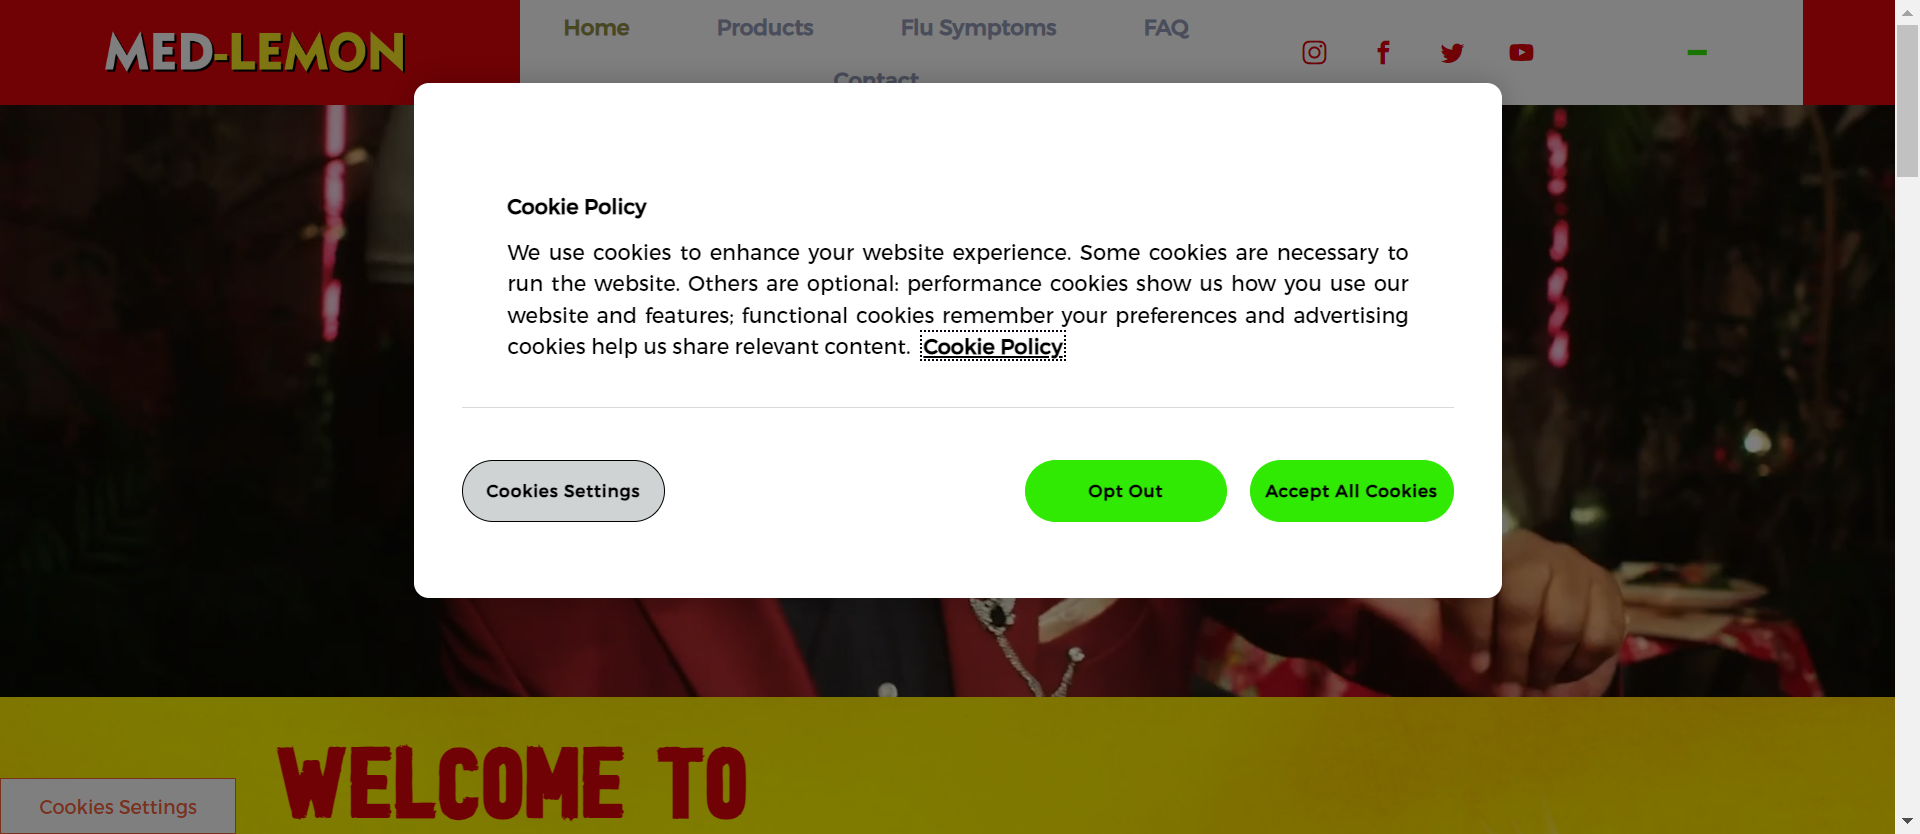 MED-LEMON
Home
Products
Flu Symptoms
FAQ
Contact
Cookie Policy
We use cookies to enhance your website experience. Some cookies are necessary to
run the website. Others are optional: performance cookies show us how you use our
website and features; functional cookies remember your preferences and advertising
cookies help us share relevant content. Cookie Policy
Cookies Settings
Opt Out
Accept All Cookies
WELCOME TO
Cookies Settings